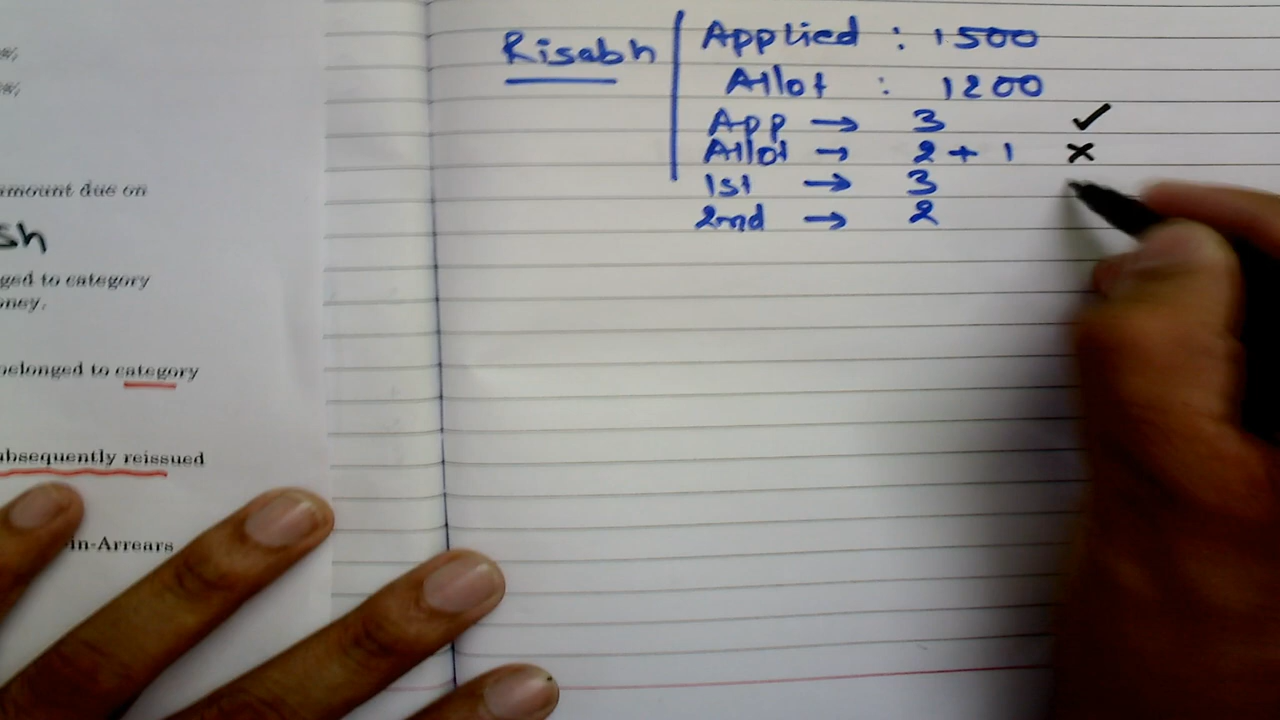 amount due on
sh
ged to category
oney.
belonged to category
ubsequently reissued
in-Arrears
Risabh
Applied : 1500
Allot : 1200
App → 3 ✓
Allot → 2 + 1 ×
1st → 3
2nd → 2